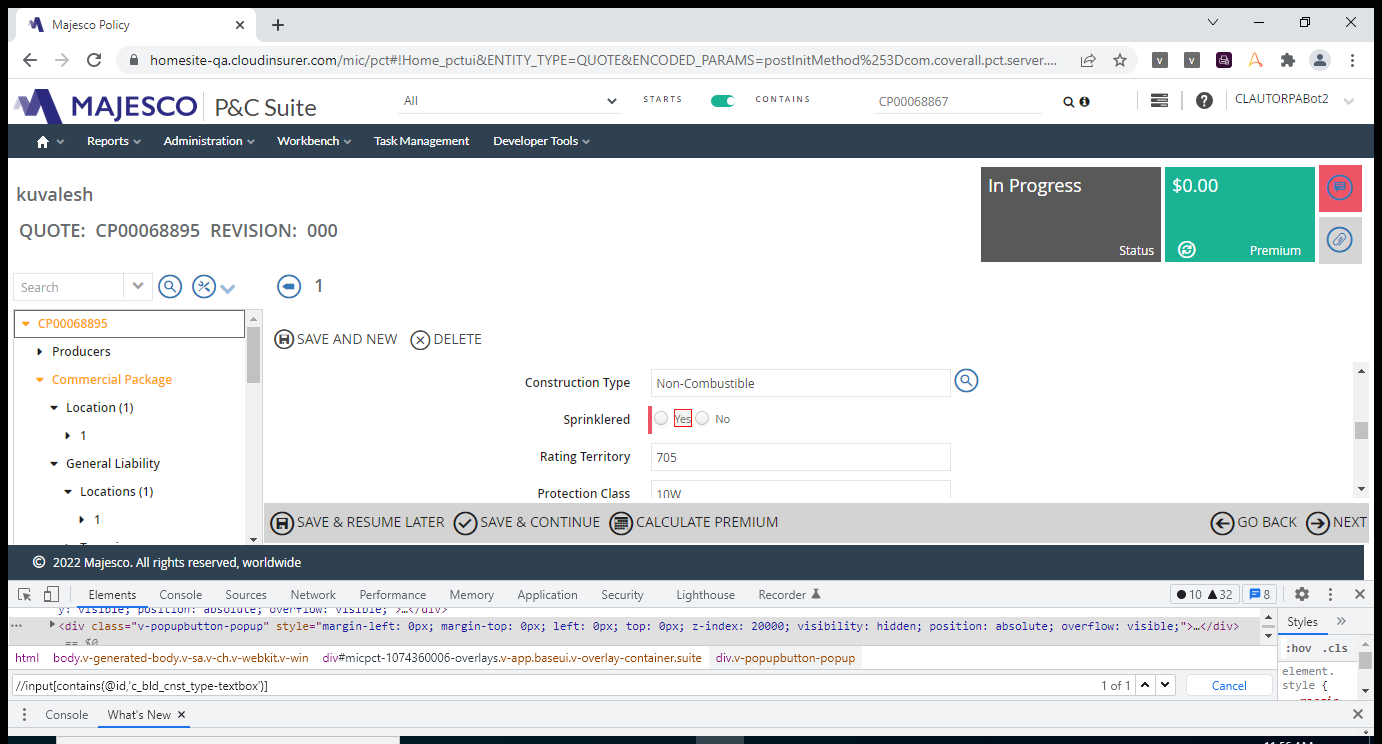 Majesco Policy
homesite-qa.cloudinsurer.com/mic/pct#!Home_pctui&ENTITY_TYPE=QUOTE&ENCODED_PARAMS=postInitMethod%253Dcom.coverall.pct.server....
MAJESCO P&C Suite All STARTS CONTAINS CP00068867 CLAUTORPABot2
Reports Administration Workbench Task Management Developer Tools
kuvalesh
QUOTE: CP00068895 REVISION: 000
In Progress
Status
$0.00
Premium
Search 1
CP00068895
Producers
Commercial Package
Location (1)
1
General Liability
Locations (1)
1
SAVE AND NEW DELETE
Construction Type Non-Combustible
Sprinklered Yes No
Rating Territory 705
Protection Class 10W
SAVE & RESUME LATER SAVE & CONTINUE CALCULATE PREMIUM GO BACK NEXT
© 2022 Majesco. All rights reserved, worldwide
Elements Console Sources Network Performance Memory Application Security Lighthouse Recorder 10 32 8
y: visible; position: absolute; overflow: visible; ">…</div>
<div class="v-popupbutton-popup" style="margin-left: 0px; margin-top: 0px; left: 0px; top: 0px; z-index: 20000; visibility: hidden; position: absolute; overflow: visible;">…</div>
== $0
html body.v-generated-body.v-sa.v-ch.v-webkit.v-win div#micpct-1074360006-overlays.v-app.baseui.v-overlay-container.suite div.v-popupbutton-popup
//input[contains(@id,'c_bld_cnst_type-textbox')] 1 of 1 Cancel
Styles
:hov .cls
element.
style {
Console What's New